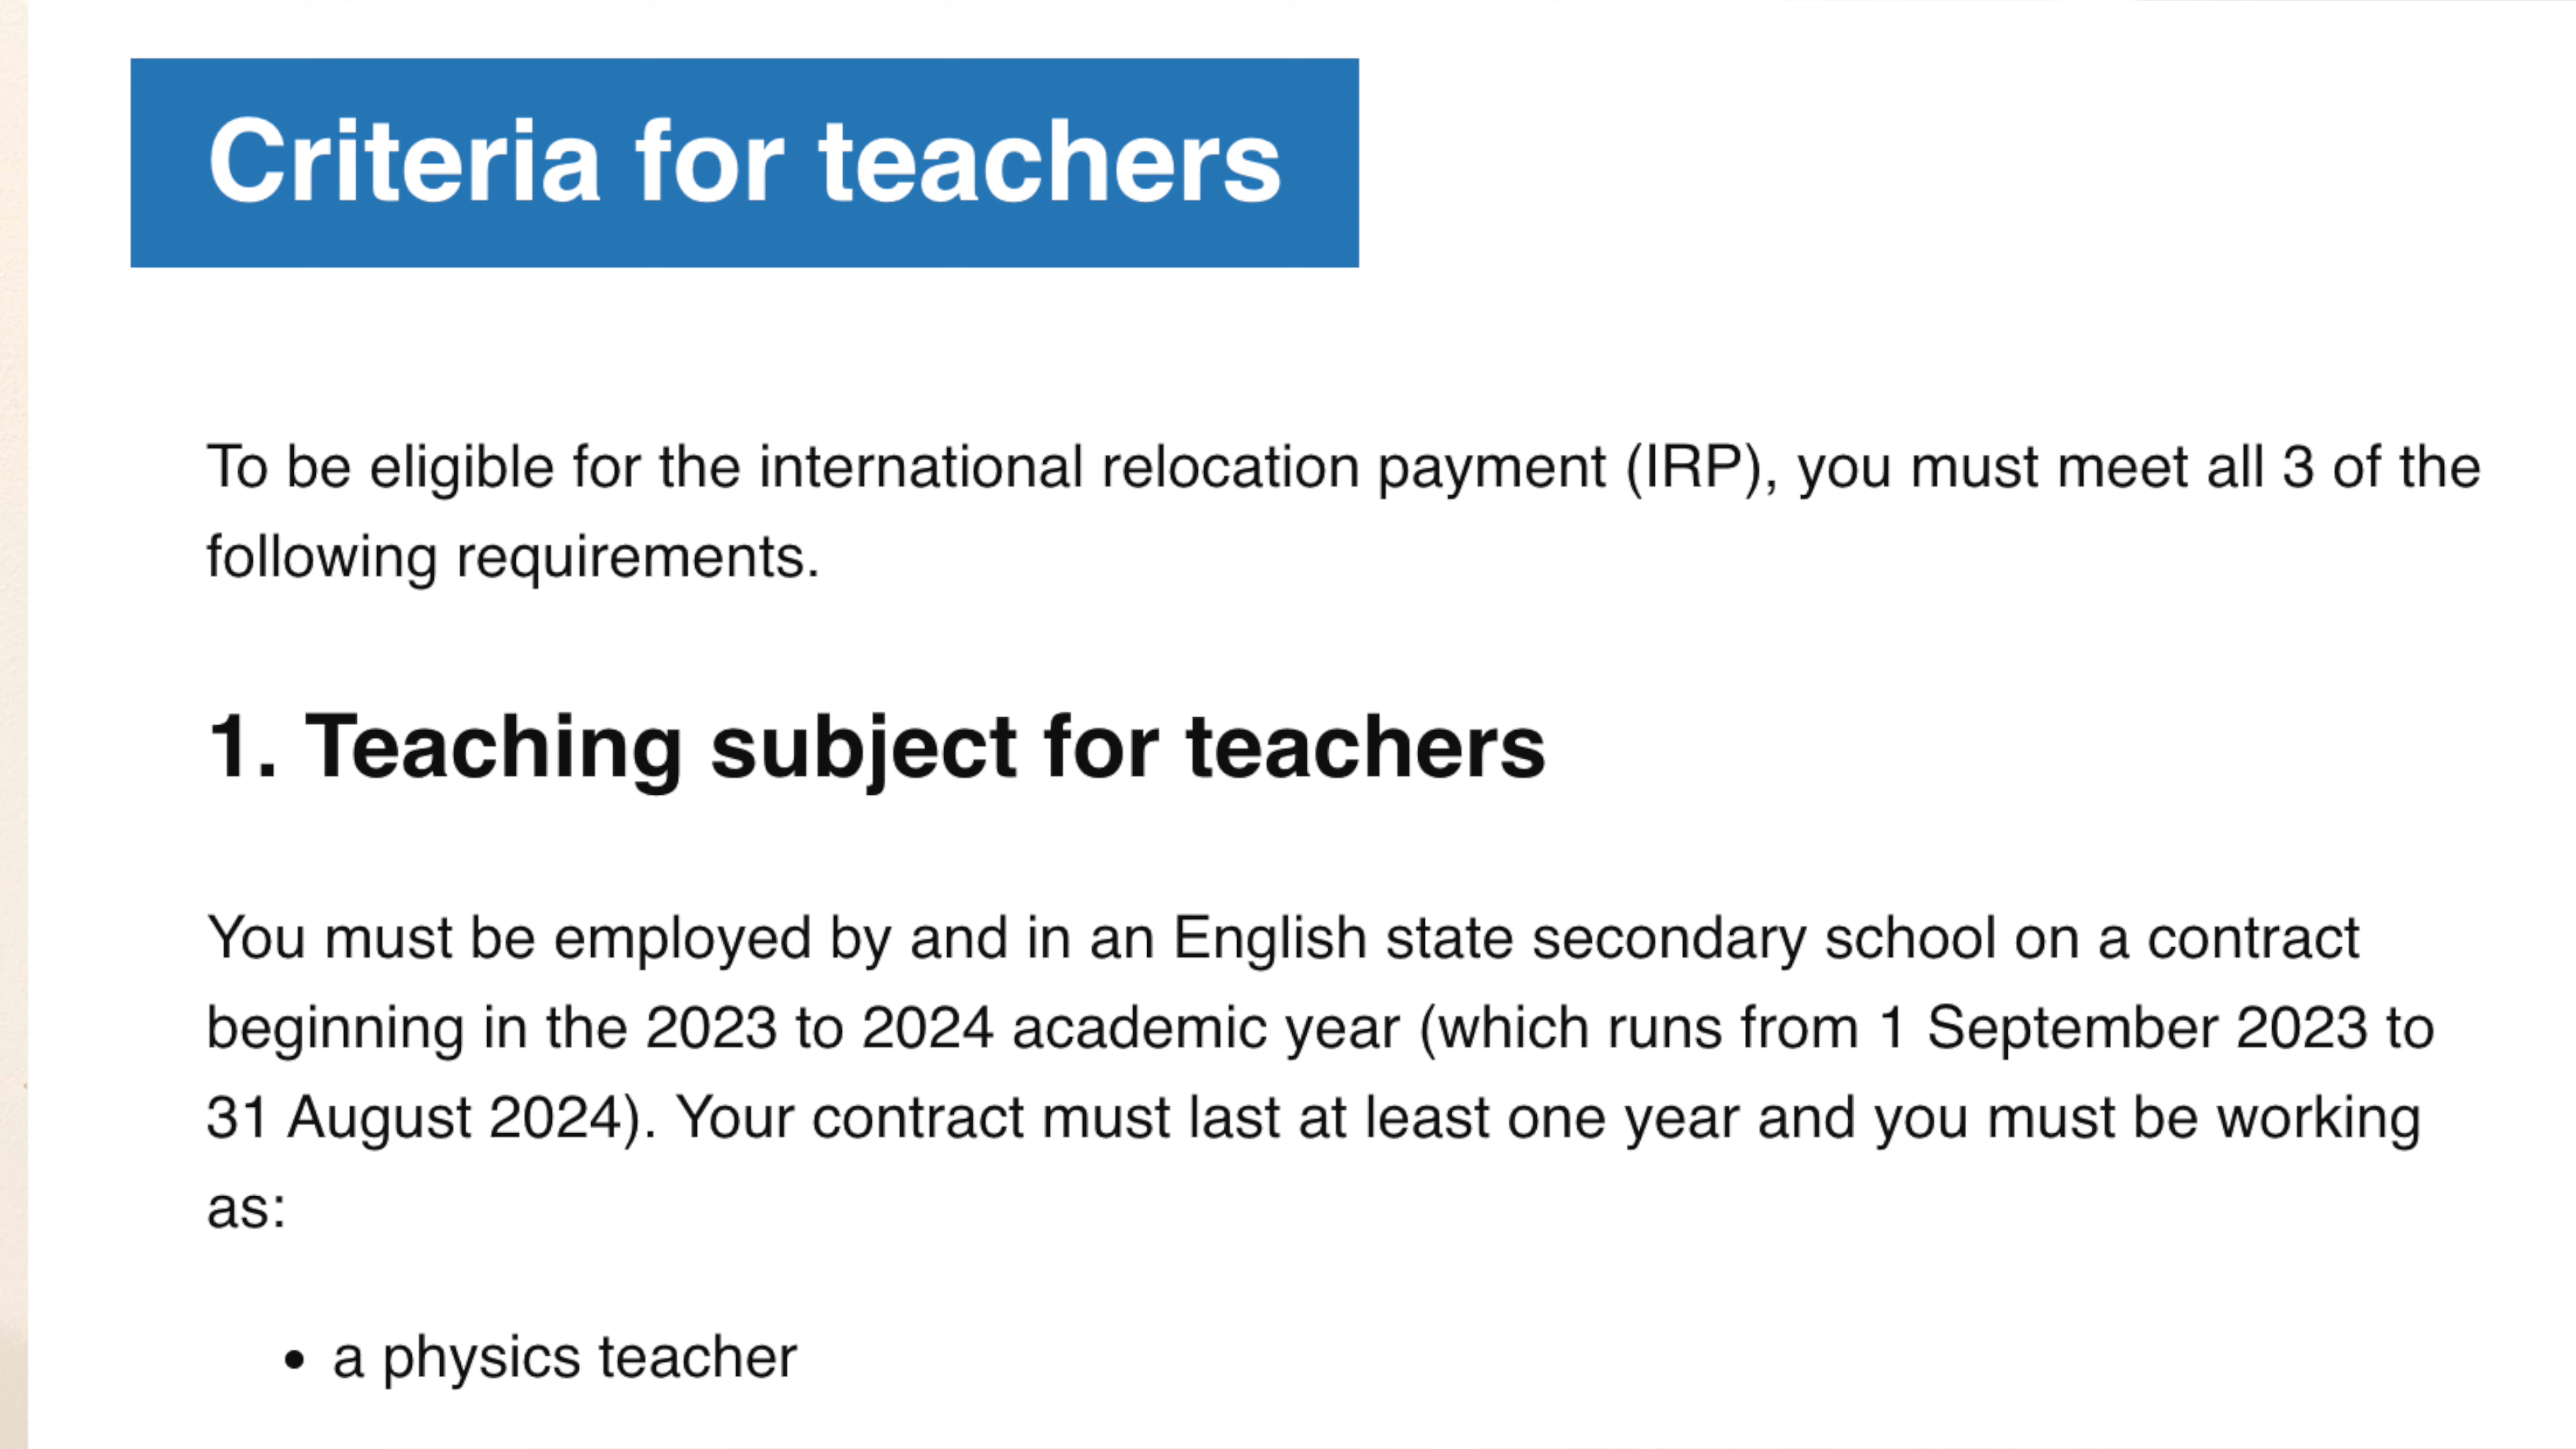 Criteria for teachers
To be eligible for the international relocation payment (IRP), you must meet all 3 of the
following requirements.
1. Teaching subject for teachers
You must be employed by and in an English state secondary school on a contract
beginning in the 2023 to 2024 academic year (which runs from 1 September 2023 to
31 August 2024). Your contract must last at least one year and you must be working
as:
• a physics teacher